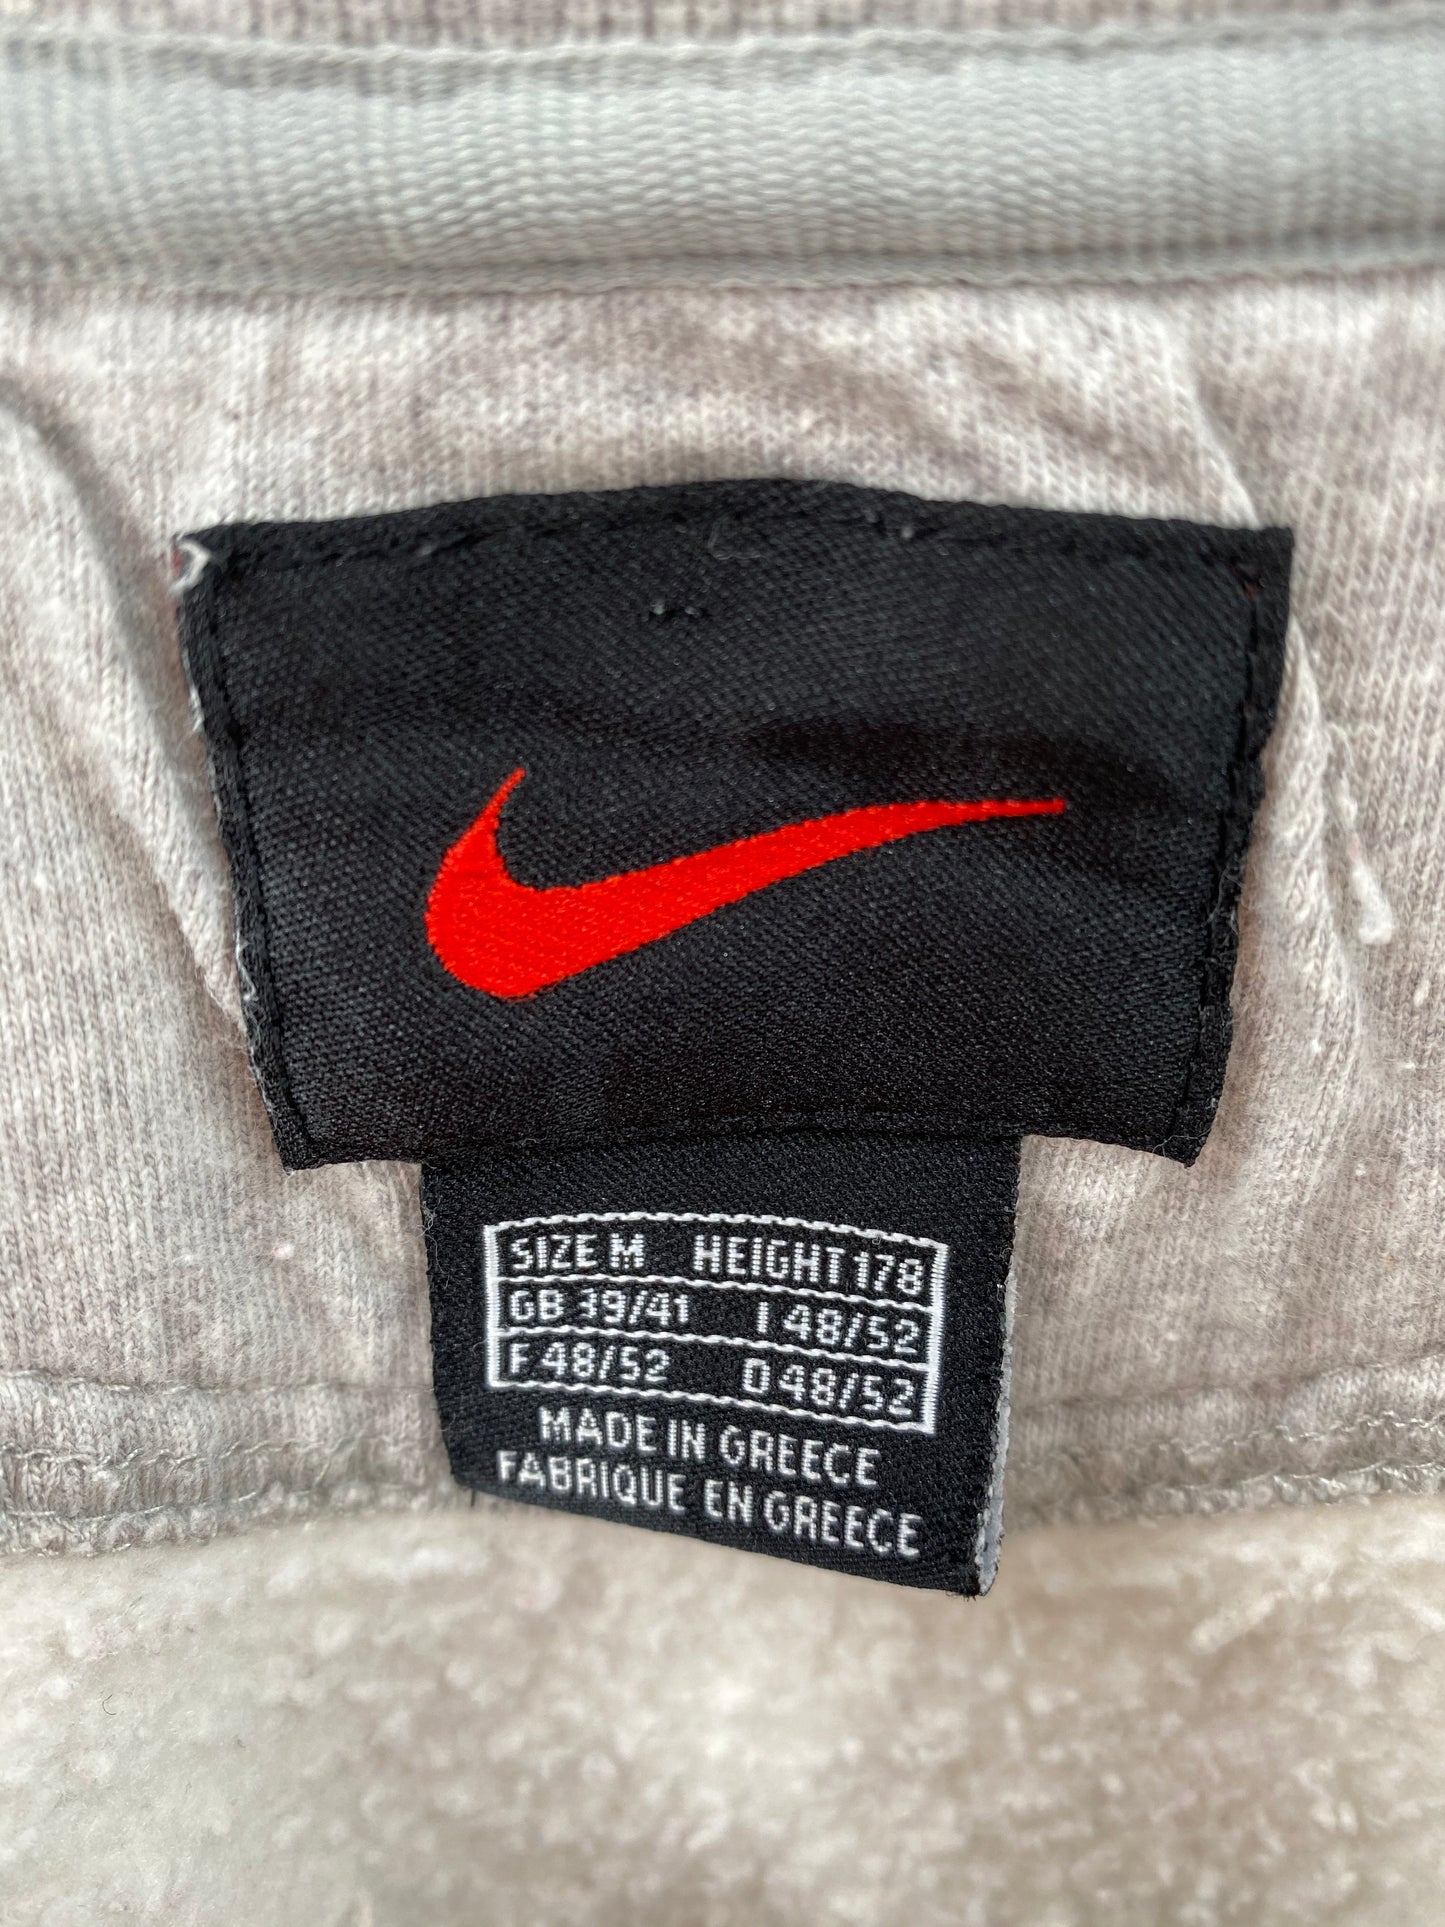 SIZE M HEIGHT 178
GB 39/41 I 48/52
F 48/52 D 48/52
MADE IN GREECE
FABRIQUE EN GREECE